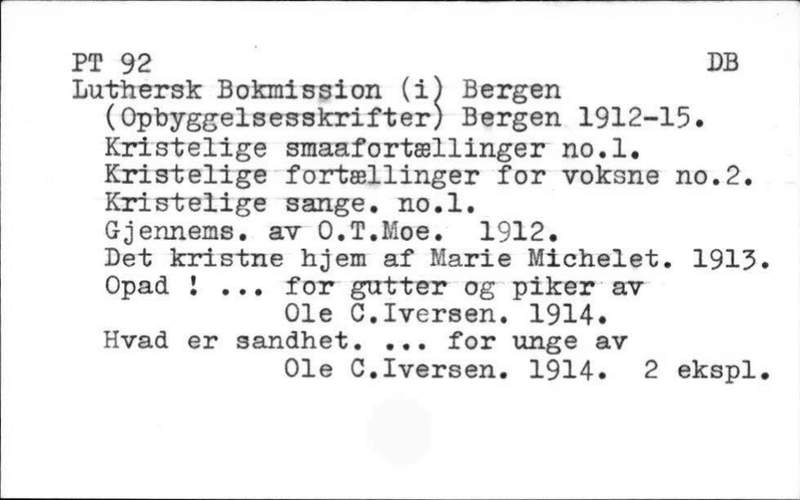 PT 92 DB
Luthersk Bokmission (i) Bergen
(Opbyggelsesskrifter) Bergen 1912-15.
Kristelige smaafortællinger no.1.
Kristelige fortællinger for voksne no.2.
Kristelige sange. no.1.
Gjennems. av O.T.Moe. 1912.
Det kristne hjem af Marie Michelet. 1913.
Opad ! ... for gutter og piker av
Ole C.Iversen. 1914.
Hvad er sandhet. ... for unge av
Ole C.Iversen. 1914. 2 ekspl.